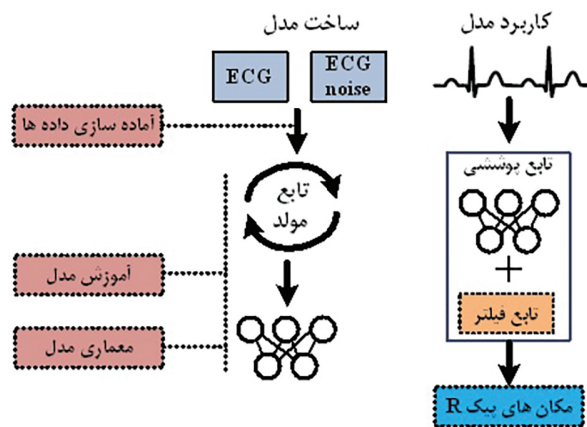 ساخت مدل
ECG
ECG
noise
آماده سازی داده ها
تابع
مولد
آموزش مدل
معماری مدل
کاربرد مدل
تابع پوششی
+
تابع فیلتر
مکان های پیک R